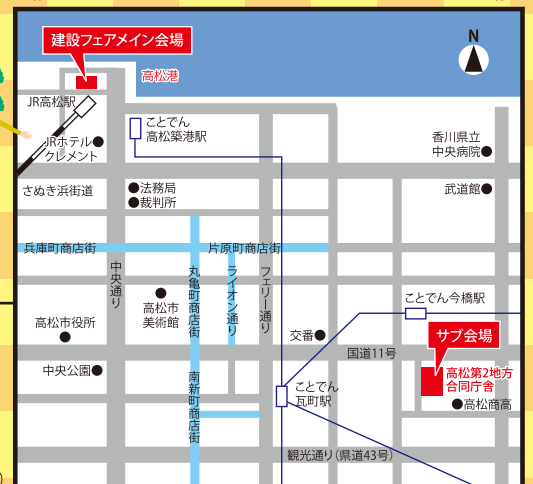 建設フェアメイン会場
N
高松港
JR高松駅
ことでん
高松築港駅
JRホテル
クレメント
香川県立
中央病院
さぬき浜街道
法務局
裁判所
武道館
兵庫町商店街
片原町商店街
中央通り
丸亀町商店街
ライオン通り
フェリー通り
高松市
美術館
ことでん今橋駅
高松市役所
交番
サブ会場
国道11号
中央公園
南新町商店街
ことでん
瓦町駅
高松第2地方
合同庁舎
高松商高
観光通り(県道43号)